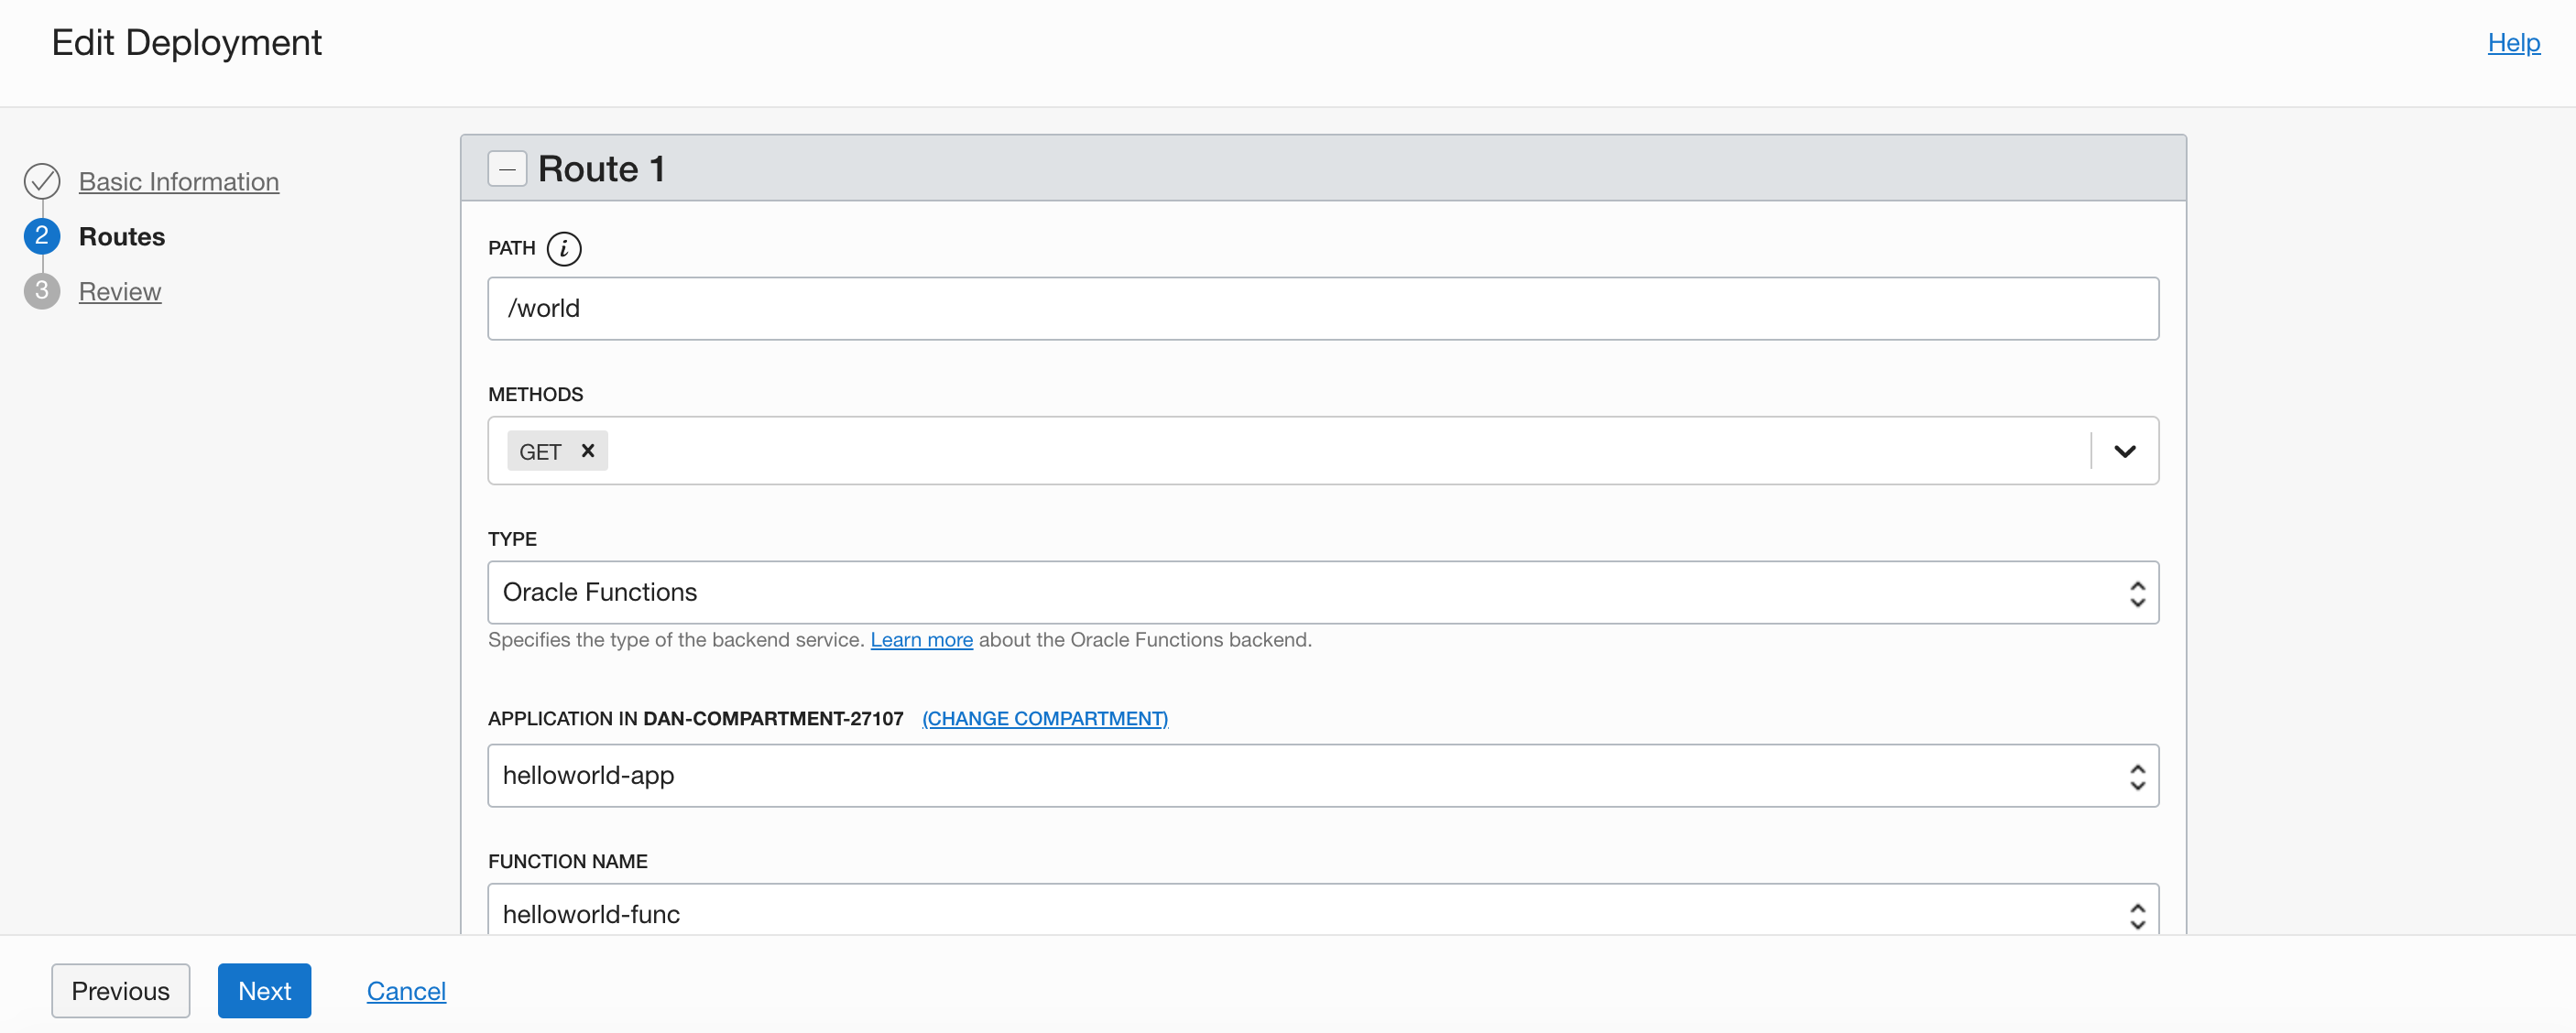 Edit Deployment
Help
Basic Information
2 Routes
3 Review
Route 1
PATH i
/world
METHODS
GET
TYPE
Oracle Functions
Specifies the type of the backend service. Learn more about the Oracle Functions backend.
APPLICATION IN DAN-COMPARTMENT-27107 (CHANGE COMPARTMENT)
helloworld-app
FUNCTION NAME
helloworld-func
Previous Next Cancel